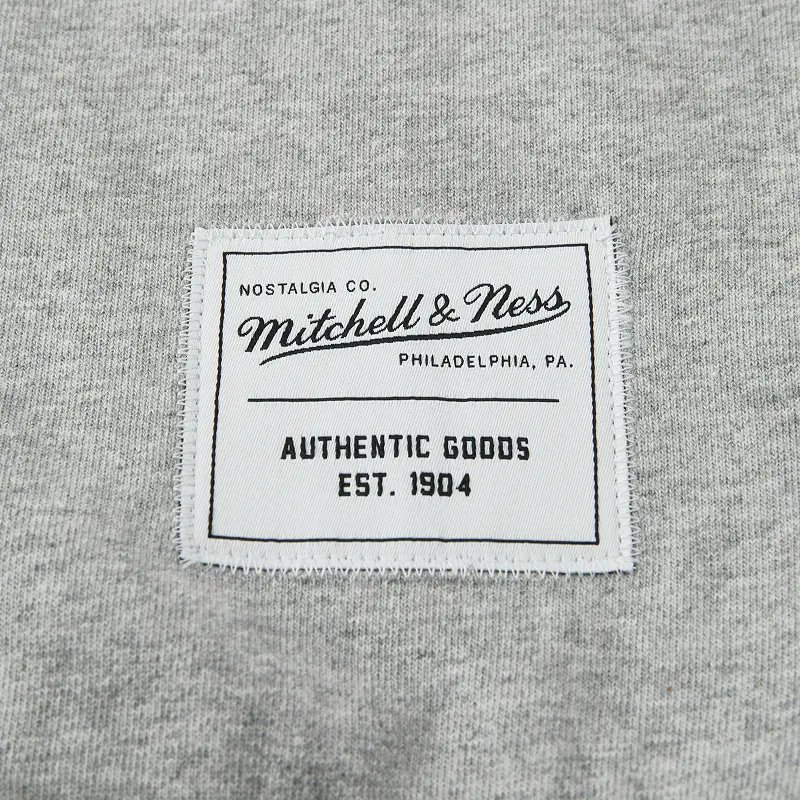 NOSTALGIA CO.
Mitchell & Ness
PHILADELPHIA, PA.
AUTHENTIC GOODS
EST. 1904